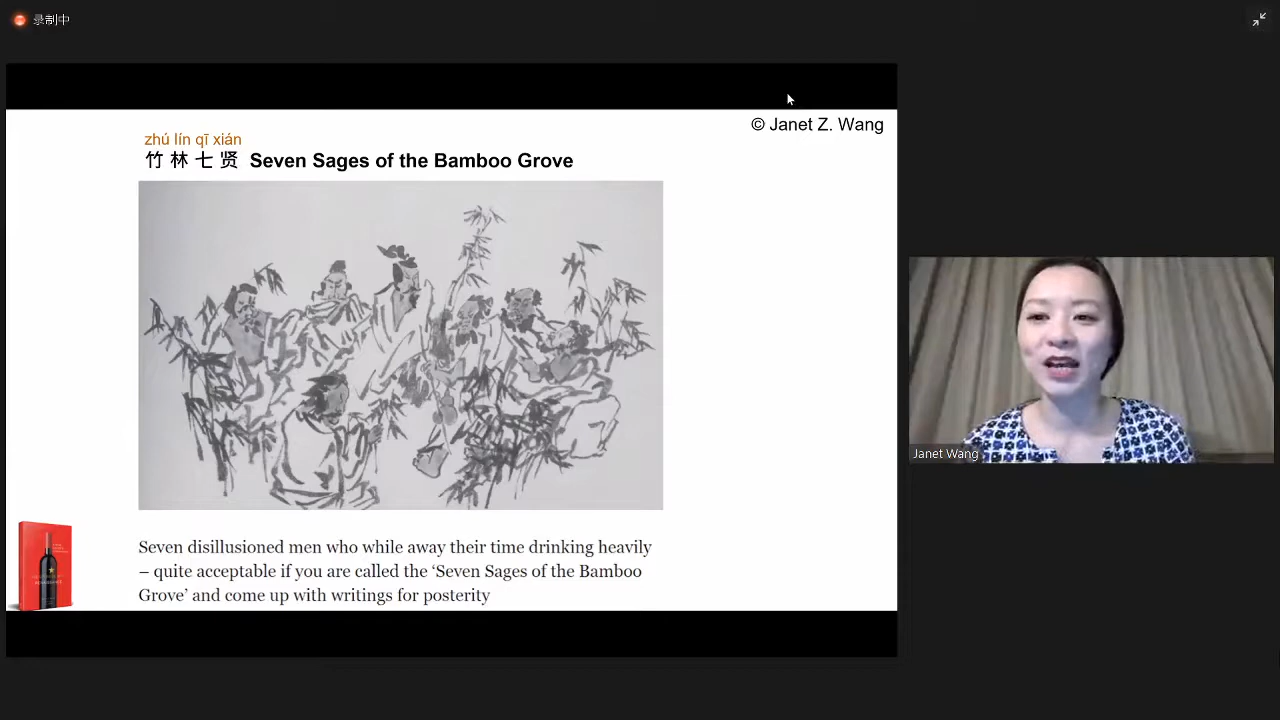 录制中
© Janet Z. Wang
zhú lín qī xián
竹 林 七 贤 Seven Sages of the Bamboo Grove
Janet Wang
Seven disillusioned men who while away their time drinking heavily
– quite acceptable if you are called the ‘Seven Sages of the Bamboo
Grove’ and come up with writings for posterity